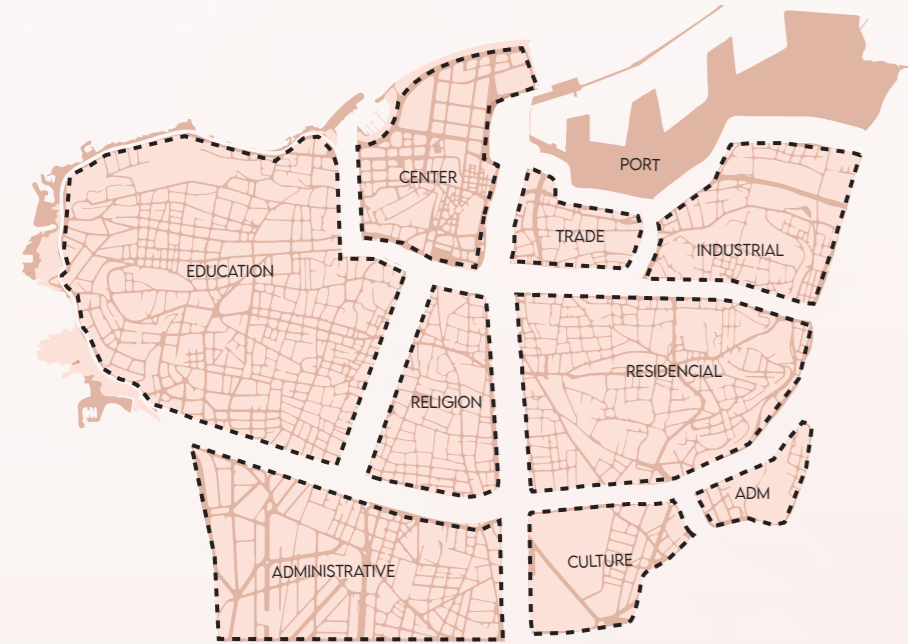 PORT
CENTER
TRADE
INDUSTRIAL
EDUCATION
RESIDENCIAL
RELIGION
ADM
CULTURE
ADMINISTRATIVE